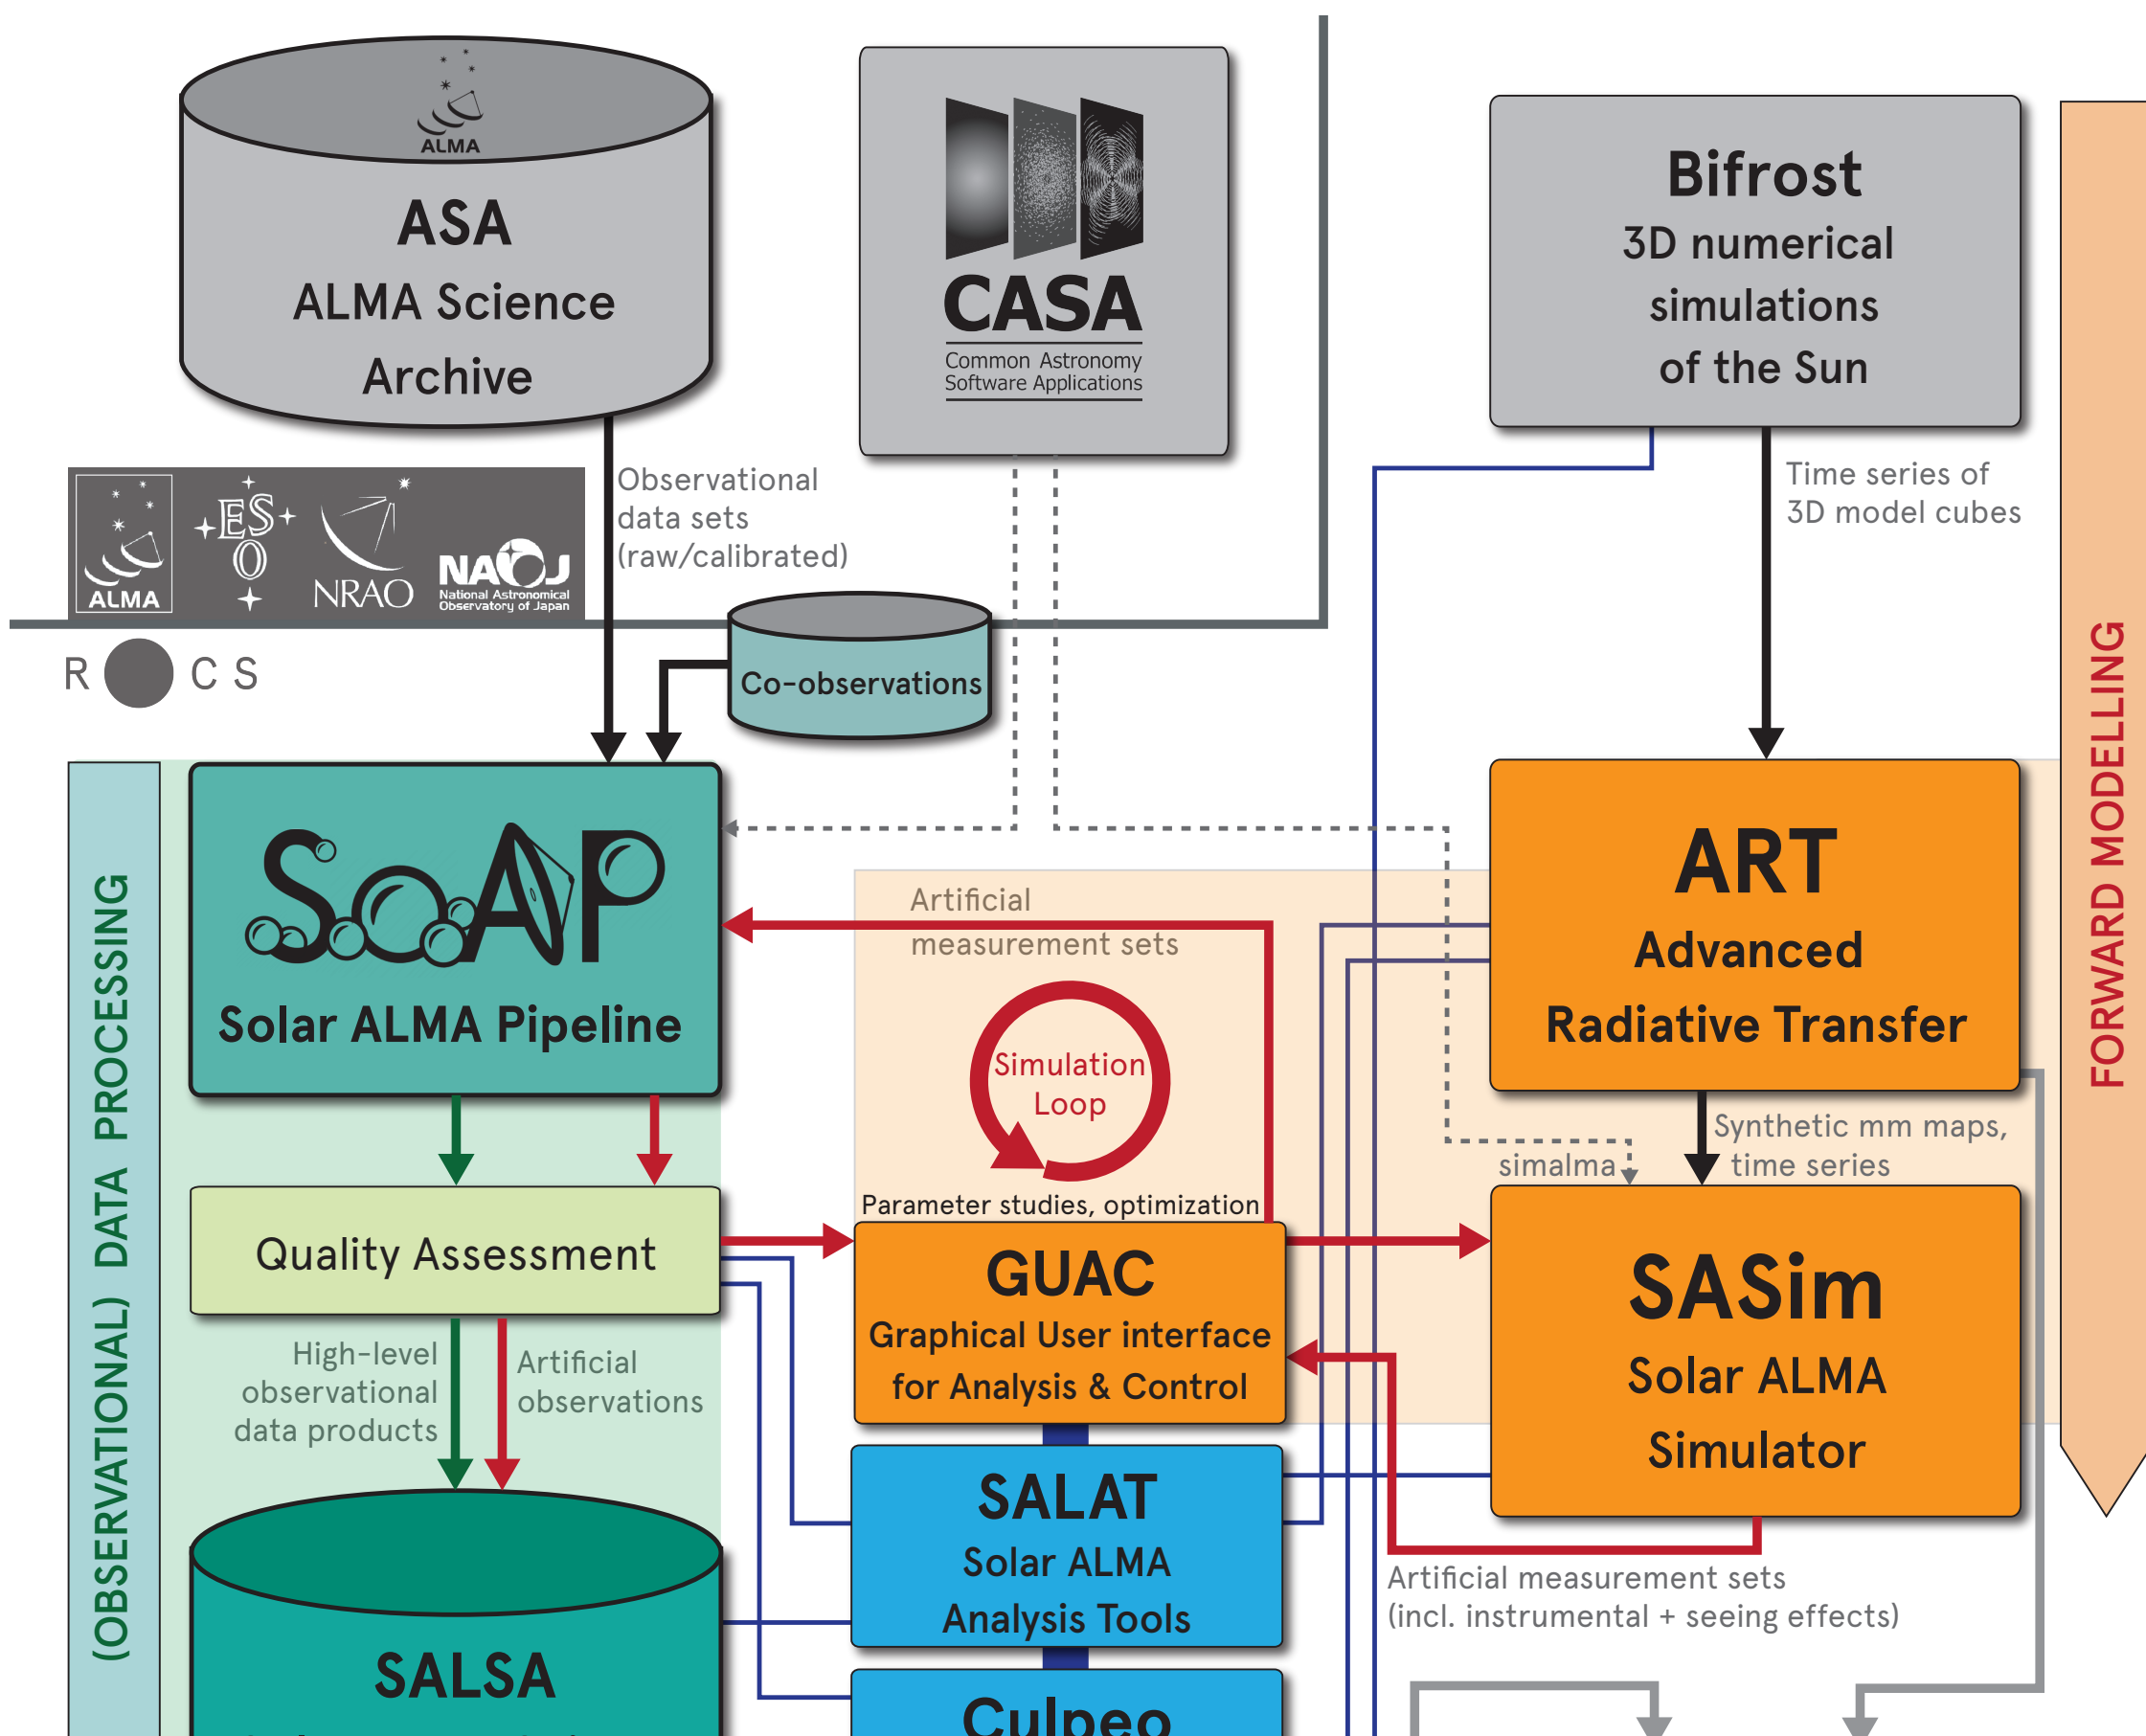 ALMA
ASA
ALMA Science
Archive
CASA
Common Astronomy
Software Applications
Bifrost
3D numerical
simulations
of the Sun
Observational
data sets
(raw/calibrated)
Time series of
3D model cubes
ALMA
ESO
NRAO
NAOJ
National Astronomical
Observatory of Japan
R CS
Co-observations
FORWARD MODELLING
(OBSERVATIONAL) DATA PROCESSING
SoAP
Solar ALMA Pipeline
Artificial
measurement sets
Simulation
Loop
Parameter studies, optimization
ART
Advanced
Radiative Transfer
Synthetic mm maps,
time series
simalma
Quality Assessment
GUAC
Graphical User interface
for Analysis & Control
SASim
Solar ALMA
Simulator
High-level
observational
data products
Artificial
observations
SALAT
Solar ALMA
Analysis Tools
Artificial measurement sets
(incl. instrumental + seeing effects)
SALSA
Culpeo